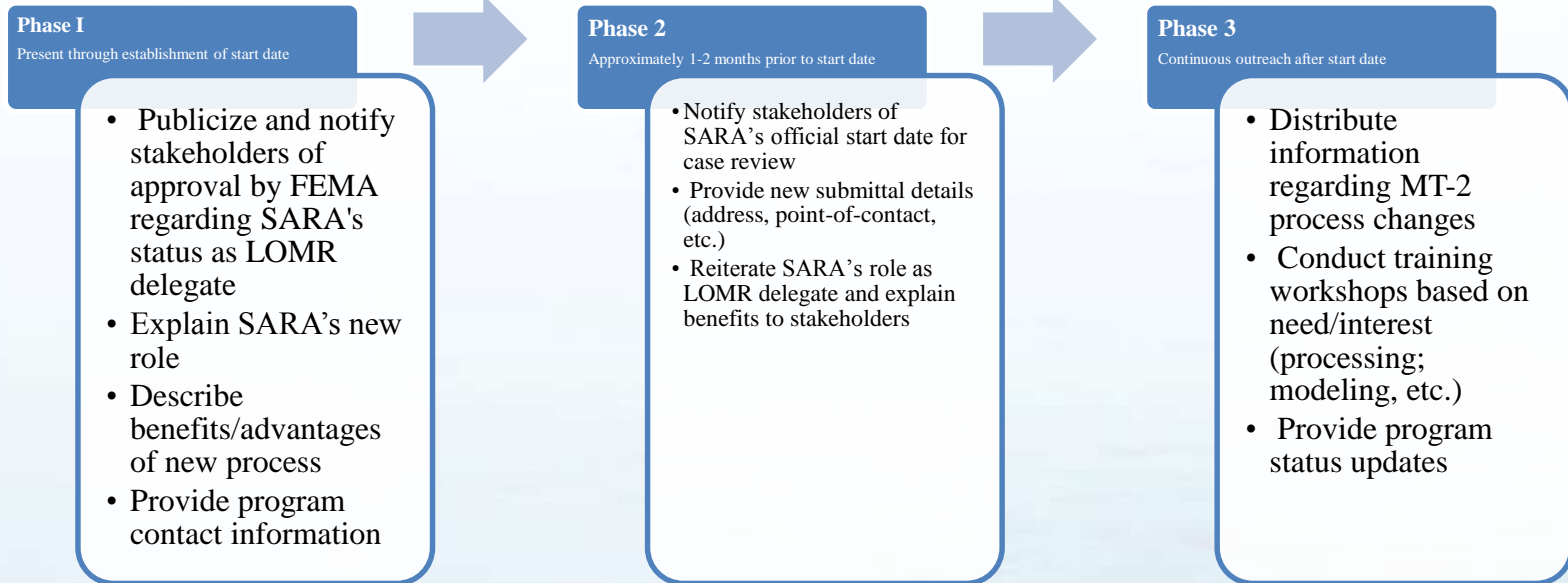 Phase I
Present through establishment of start date
• Publicize and notify
stakeholders of
approval by FEMA
regarding SARA's
status as LOMR
delegate
• Explain SARA’s new
role
• Describe
benefits/advantages
of new process
• Provide program
contact information
Phase 2
Approximately 1-2 months prior to start date
• Notify stakeholders of
SARA’s official start date for
case review
• Provide new submittal details
(address, point-of-contact,
etc.)
• Reiterate SARA’s role as
LOMR delegate and explain
benefits to stakeholders
Phase 3
Continuous outreach after start date
• Distribute
information
regarding MT-2
process changes
• Conduct training
workshops based on
need/interest
(processing;
modeling, etc.)
• Provide program
status updates